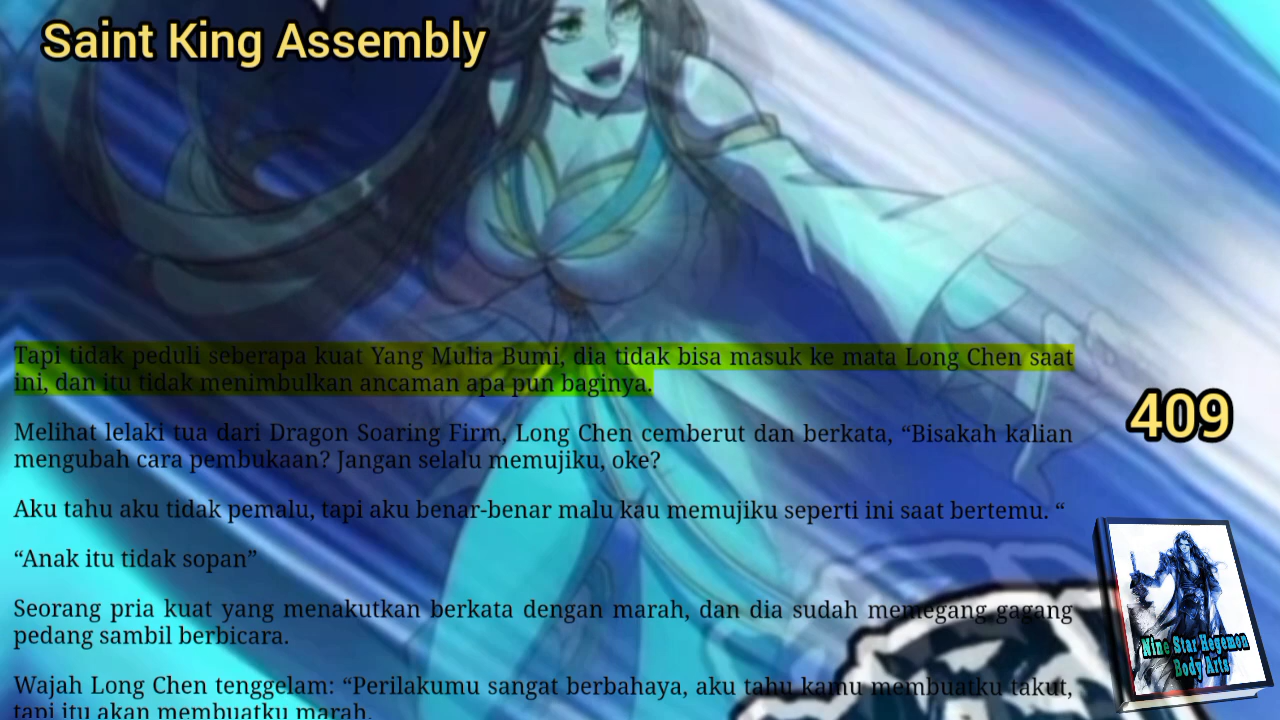 Saint King Assembly
Tapi tidak peduli seberapa kuat Yang Mulia Bumi, dia tidak bisa masuk ke mata Long Chen saat
ini, dan itu tidak menimbulkan ancaman apa pun baginya.
Melihat lelaki tua dari Dragon Soaring Firm, Long Chen cemberut dan berkata, “Bisakah kalian
mengubah cara pembukaan? Jangan selalu memujiku, oke?
409
Aku tahu aku tidak pemalu, tapi aku benar-benar malu kau memujiku seperti ini saat bertemu. “
“Anak itu tidak sopan”
Seorang pria kuat yang menakutkan berkata dengan marah, dan dia sudah memegang gagang
pedang sambil berbicara.
Nine Star Hegemon
Body Arts
Wajah Long Chen tenggelam: “Perilakumu sangat berbahaya, aku tahu kamu membuatku takut,
tapi itu akan membuatku marah.